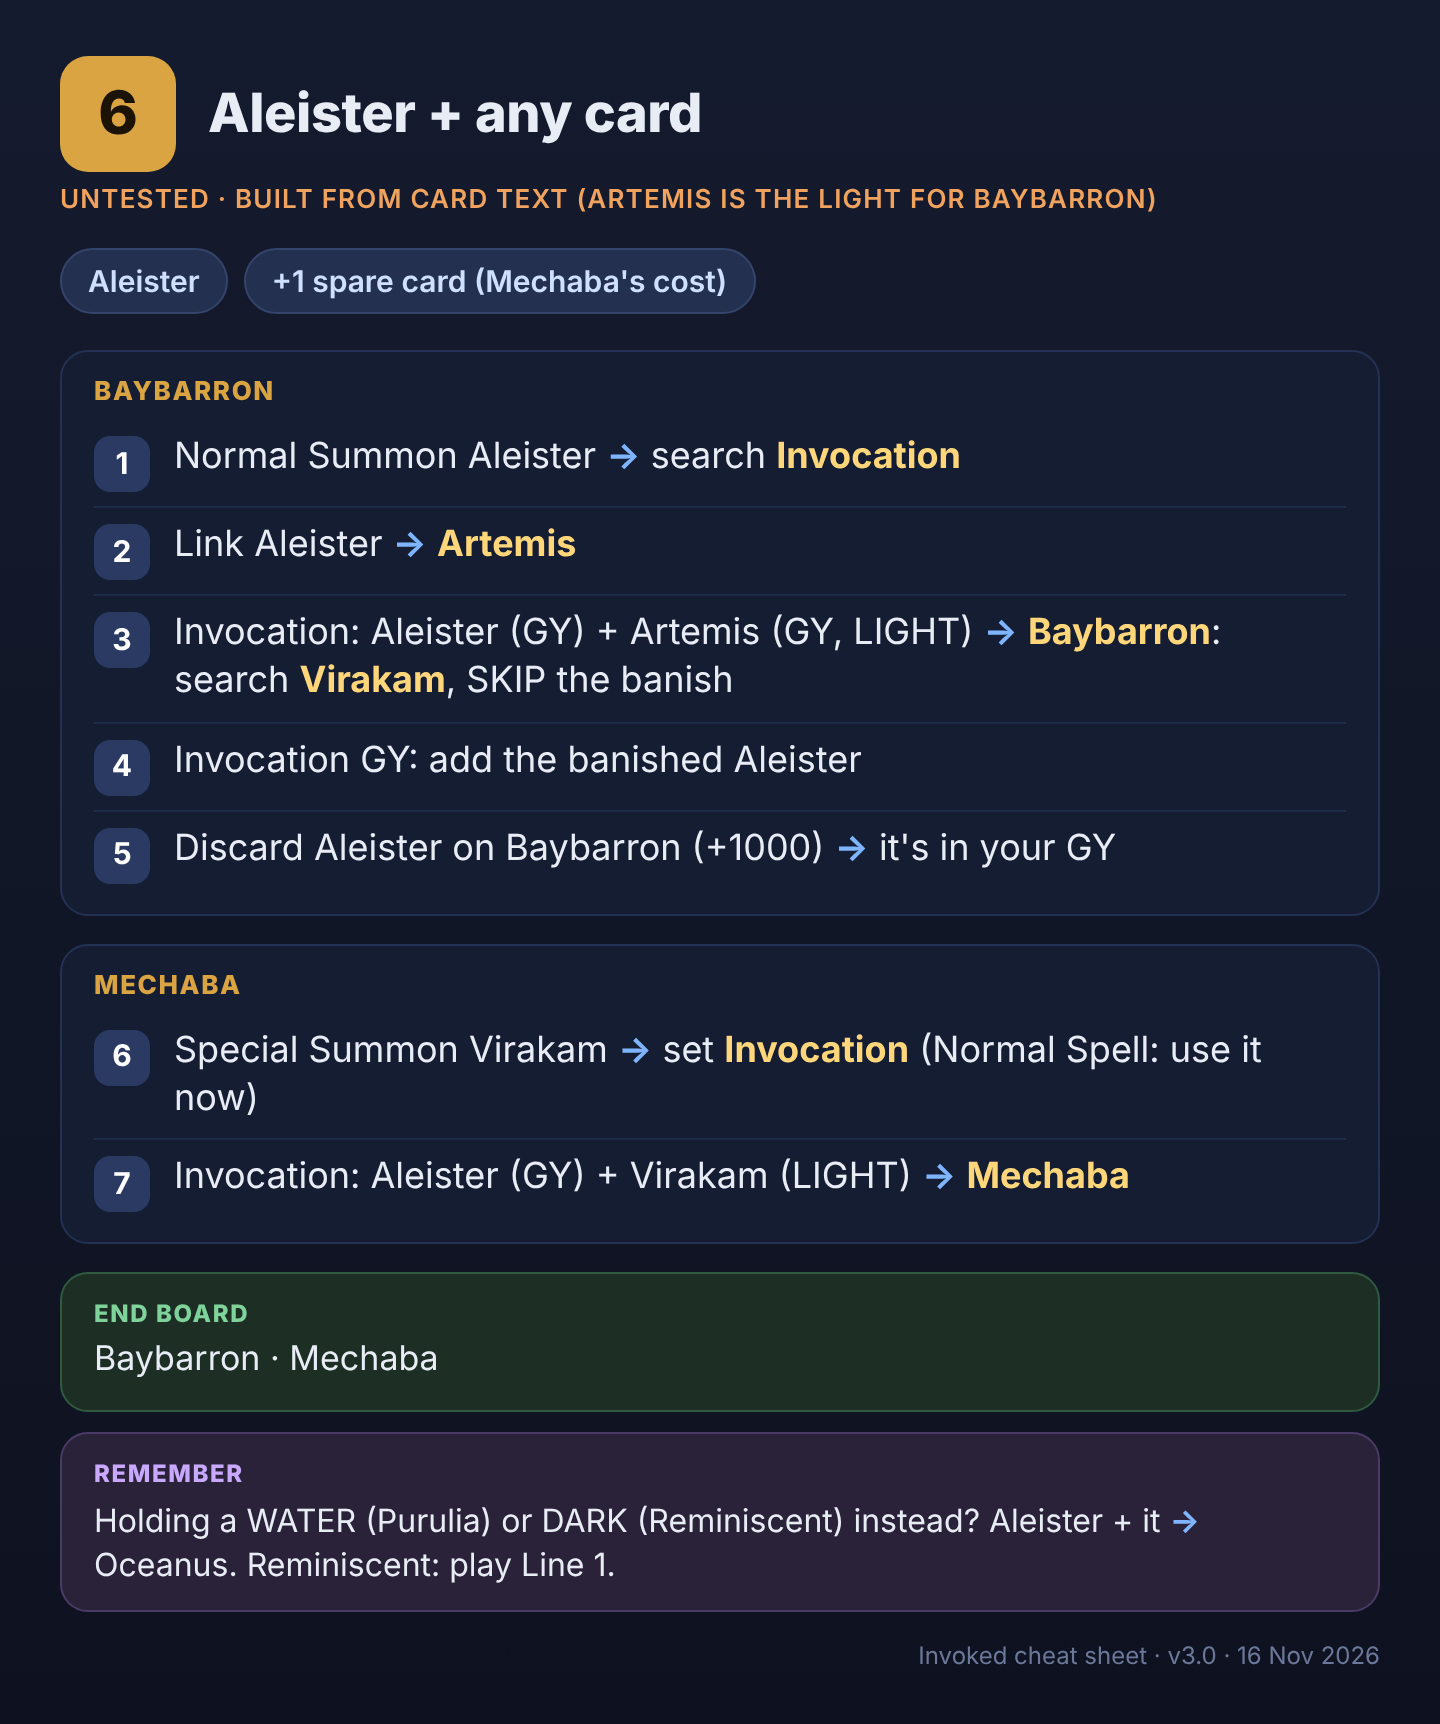 6
Aleister + any card
UNTESTED · BUILT FROM CARD TEXT (ARTEMIS IS THE LIGHT FOR BAYBARRON)
Aleister
+1 spare card (Mechaba's cost)
BAYBARRON
1 Normal Summon Aleister → search Invocation
2 Link Aleister → Artemis
3 Invocation: Aleister (GY) + Artemis (GY, LIGHT) → Baybarron:
search Virakam, SKIP the banish
4 Invocation GY: add the banished Aleister
5 Discard Aleister on Baybarron (+1000) → it's in your GY
MECHABA
6 Special Summon Virakam → set Invocation (Normal Spell: use it
now)
7 Invocation: Aleister (GY) + Virakam (LIGHT) → Mechaba
END BOARD
Baybarron · Mechaba
REMEMBER
Holding a WATER (Purulia) or DARK (Reminiscent) instead? Aleister + it →
Oceanus. Reminiscent: play Line 1.
Invoked cheat sheet · v3.0 · 16 Nov 2026